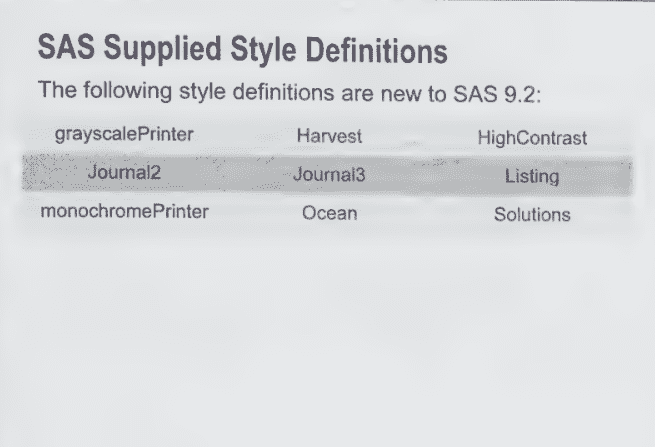 SAS Supplied Style Definitions
The following style definitions are new to SAS 9.2:
grayscalePrinter Harvest HighContrast
Journal2 Journal3 Listing
monochromePrinter Ocean Solutions